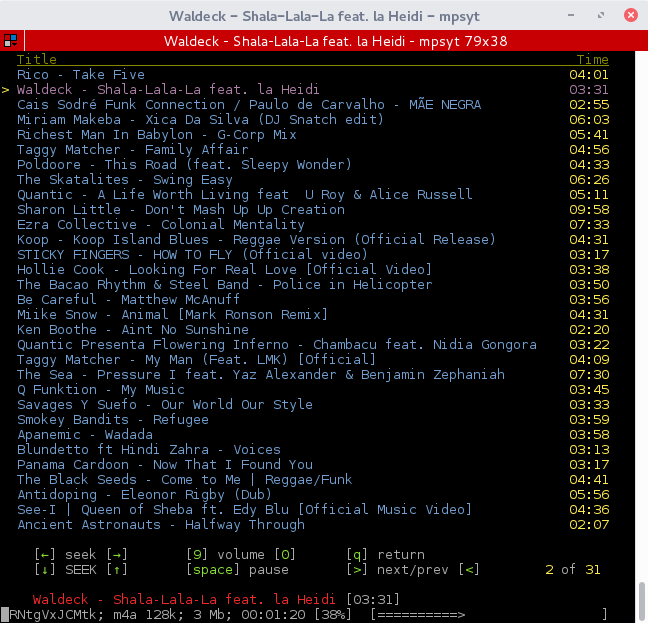 Waldeck - Shala-Lala-La feat. la Heidi - mpsyt
Waldeck - Shala-Lala-La feat. la Heidi - mpsyt 79x38
Title Time
Rico - Take Five 04:01
> Waldeck - Shala-Lala-La feat. la Heidi 03:31
Cais Sodré Funk Connection / Paulo de Carvalho - MÃE NEGRA 02:55
Miriam Makeba - Xica Da Silva (DJ Snatch edit) 06:03
Richest Man In Babylon - G-Corp Mix 05:41
Taggy Matcher - Family Affair 04:56
Poldoore - This Road (feat. Sleepy Wonder) 04:33
The Skatalites - Swing Easy 06:26
Quantic - A Life Worth Living feat  U Roy & Alice Russell 05:11
Sharon Little - Don't Mash Up Up Creation 09:58
Ezra Collective - Colonial Mentality 07:33
Koop - Koop Island Blues - Reggae Version (Official Release) 04:31
STICKY FINGERS - HOW TO FLY (Official video) 03:17
Hollie Cook - Looking For Real Love [Official Video] 03:38
The Bacao Rhythm & Steel Band - Police in Helicopter 03:50
Be Careful - Matthew McAnuff 03:56
Miike Snow - Animal [Mark Ronson Remix] 04:31
Ken Boothe - Aint No Sunshine 02:20
Quantic Presenta Flowering Inferno - Chambacu feat. Nidia Gongora 03:22
Taggy Matcher - My Man (Feat. LMK) [Official] 04:09
The Sea - Pressure I feat. Yaz Alexander & Benjamin Zephaniah 07:30
Q Funktion - My Music 03:45
Savages Y Suefo - Our World Our Style 03:33
Smokey Bandits - Refugee 03:59
Apanemic - Wadada 03:58
Blundetto ft Hindi Zahra - Voices 03:13
Panama Cardoon - Now That I Found You 03:17
The Black Seeds - Come to Me | Reggae/Funk 04:41
Antidoping - Eleonor Rigby (Dub) 05:56
See-I | Queen of Sheba ft. Edy Blu [Official Music Video] 04:36
Ancient Astronauts - Halfway Through 02:07
[←] seek [→] [9] volume [0] [q] return
[↓] SEEK [↑] [space] pause [>] next/prev [<] 2 of 31
Waldeck - Shala-Lala-La feat. la Heidi [03:31]
RNtgVxJCMtk; m4a 128k; 3 Mb; 00:01:20 [38%] [==========> ]